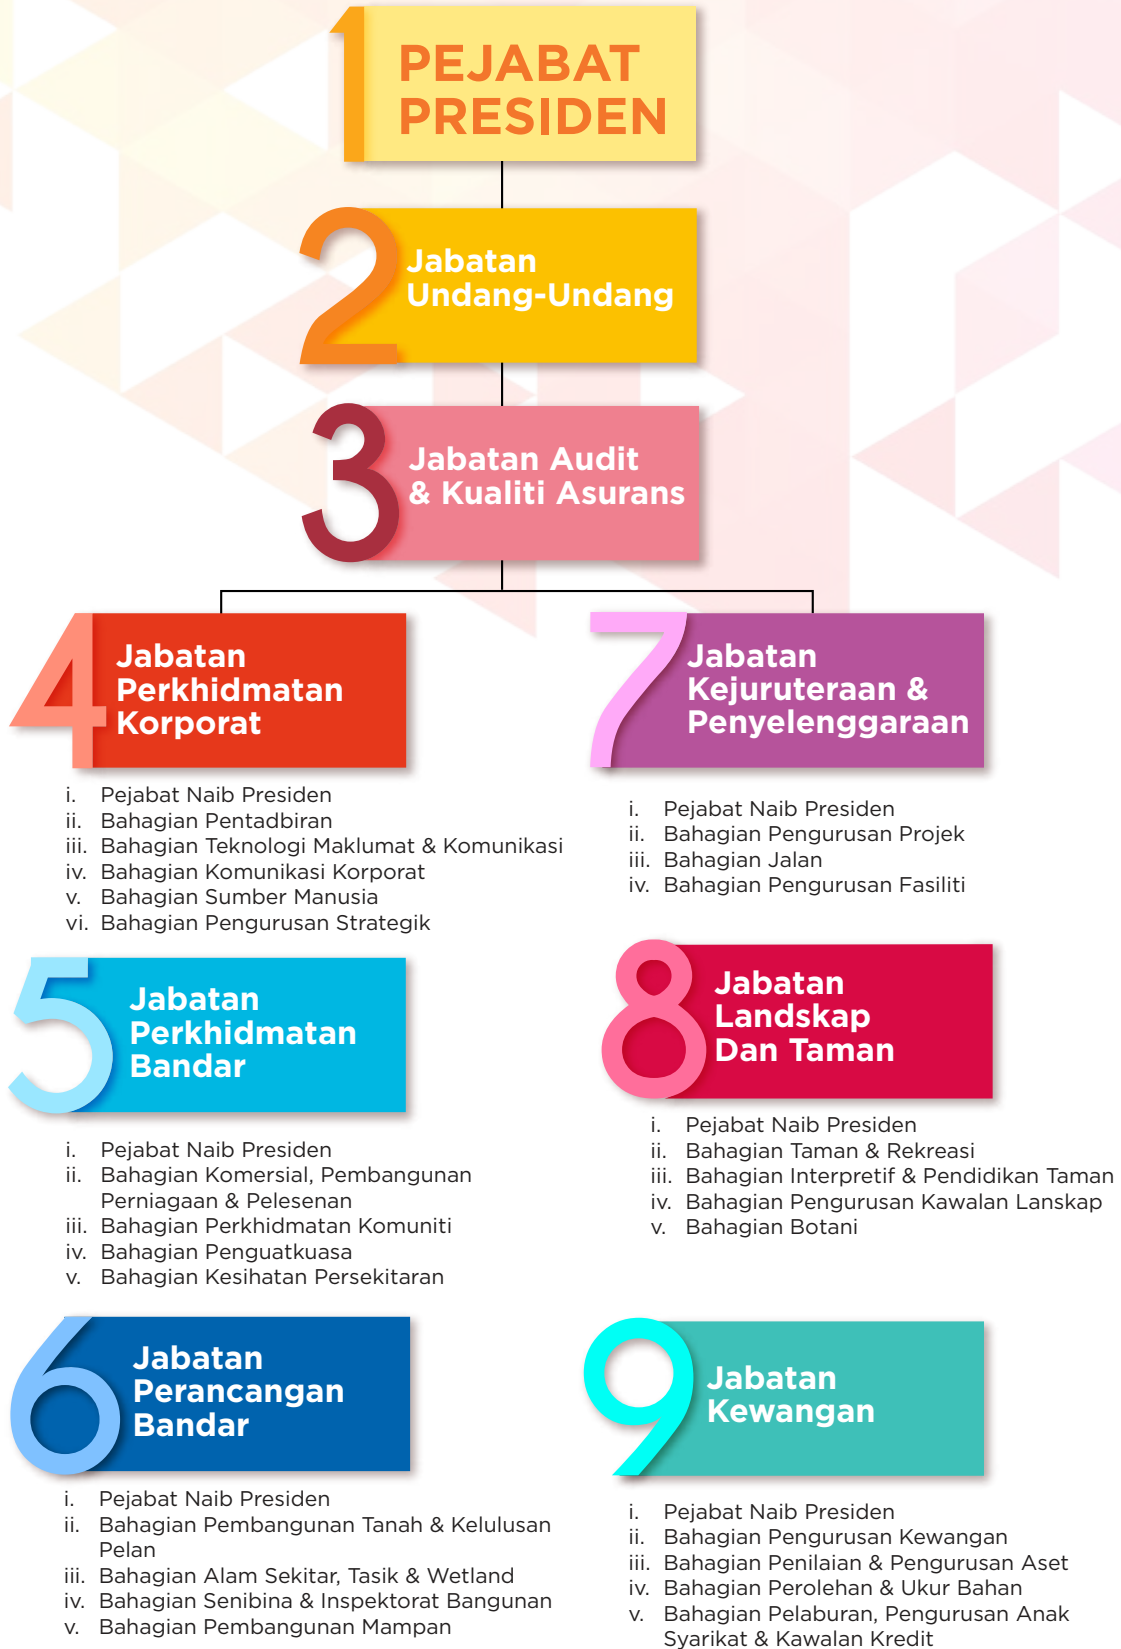 1
PEJABAT
PRESIDEN
2
Jabatan
Undang-Undang
3
Jabatan Audit
& Kualiti Asurans
4
Jabatan
Perkhidmatan
Korporat
i. Pejabat Naib Presiden
ii. Bahagian Pentadbiran
iii. Bahagian Teknologi Maklumat & Komunikasi
iv. Bahagian Komunikasi Korporat
v. Bahagian Sumber Manusia
vi. Bahagian Pengurusan Strategik
5
Jabatan
Perkhidmatan
Bandar
i. Pejabat Naib Presiden
ii. Bahagian Komersial, Pembangunan
Perniagaan & Pelesenan
iii. Bahagian Perkhidmatan Komuniti
iv. Bahagian Penguatkuasa
v. Bahagian Kesihatan Persekitaran
6
Jabatan
Perancangan
Bandar
i. Pejabat Naib Presiden
ii. Bahagian Pembangunan Tanah & Kelulusan
Pelan
iii. Bahagian Alam Sekitar, Tasik & Wetland
iv. Bahagian Senibina & Inspektorat Bangunan
v. Bahagian Pembangunan Mampan
7
Jabatan
Kejuruteraan &
Penyelenggaraan
i. Pejabat Naib Presiden
ii. Bahagian Pengurusan Projek
iii. Bahagian Jalan
iv. Bahagian Pengurusan Fasiliti
8
Jabatan
Landskap
Dan Taman
i. Pejabat Naib Presiden
ii. Bahagian Taman & Rekreasi
iii. Bahagian Interpretif & Pendidikan Taman
iv. Bahagian Pengurusan Kawalan Lanskap
v. Bahagian Botani
9
Jabatan
Kewangan
i. Pejabat Naib Presiden
ii. Bahagian Pengurusan Kewangan
iii. Bahagian Penilaian & Pengurusan Aset
iv. Bahagian Perolehan & Ukur Bahan
v. Bahagian Pelaburan, Pengurusan Anak
Syarikat & Kawalan Kredit